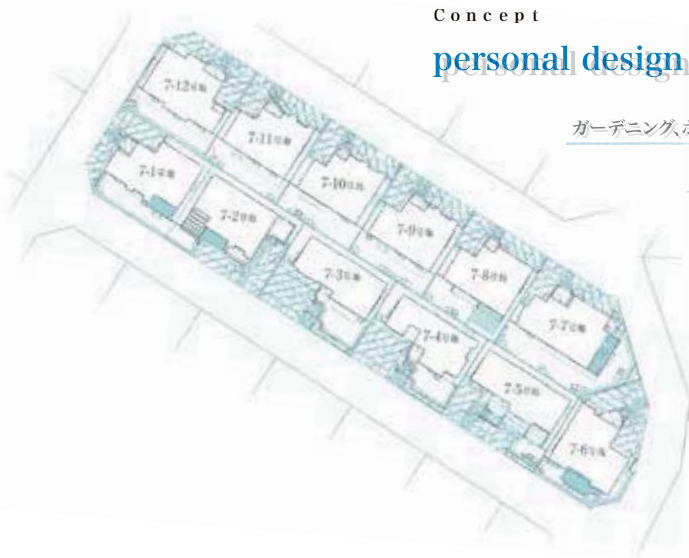 Concept
personal design
ガーデニング、
7-12号地
7-11号地
7-10号地
7-9号地
7-8号地
7-7号地
7-1号地
7-2号地
7-3号地
7-4号地
7-5号地
7-6号地